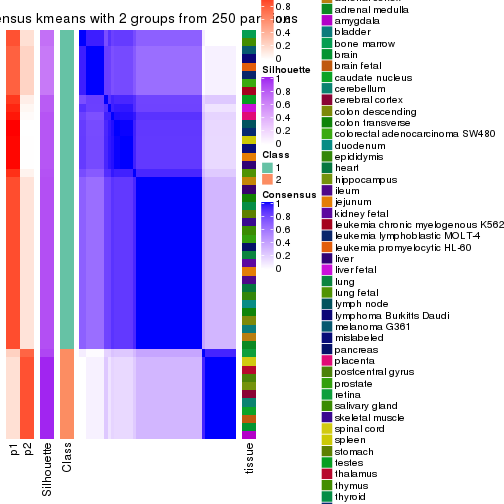 ensus kmeans with 2 groups from 250 par
ons
0.8
0.6
0.4
0.2
0
Silhouette
1
0.8
0.6
0.4
0.2
0
Class
1
2
Consensus
1
0.8
0.6
0.4
0.2
0
p1
p2
Silhouette
Class
tissue
adrenal medulla
amygdala
bladder
bone marrow
brain
brain fetal
caudate nucleus
cerebellum
cerebral cortex
colon descending
colon transverse
colorectal adenocarcinoma SW480
duodenum
epididymis
heart
hippocampus
ileum
jejunum
kidney fetal
leukemia chronic myelogenous K562
leukemia lymphoblastic MOLT-4
leukemia promyelocytic HL-60
liver
liver fetal
lung
lung fetal
lymph node
lymphoma Burkitts Daudi
melanoma G361
mislabeled
pancreas
placenta
postcentral gyrus
prostate
retina
salivary gland
skeletal muscle
spinal cord
spleen
stomach
testes
thalamus
thymus
thyroid